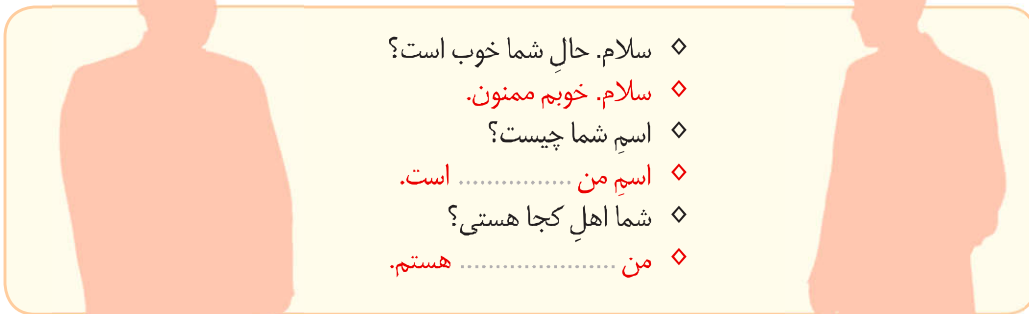 ◊ سلام. حالِ شما خوب است؟
◊ سلام. خوبم ممنون.
◊ اسمِ شما چیست؟
◊ اسمِ من ................ است.
◊ شما اهلِ کجا هستی؟
◊ من ...................... هستم.